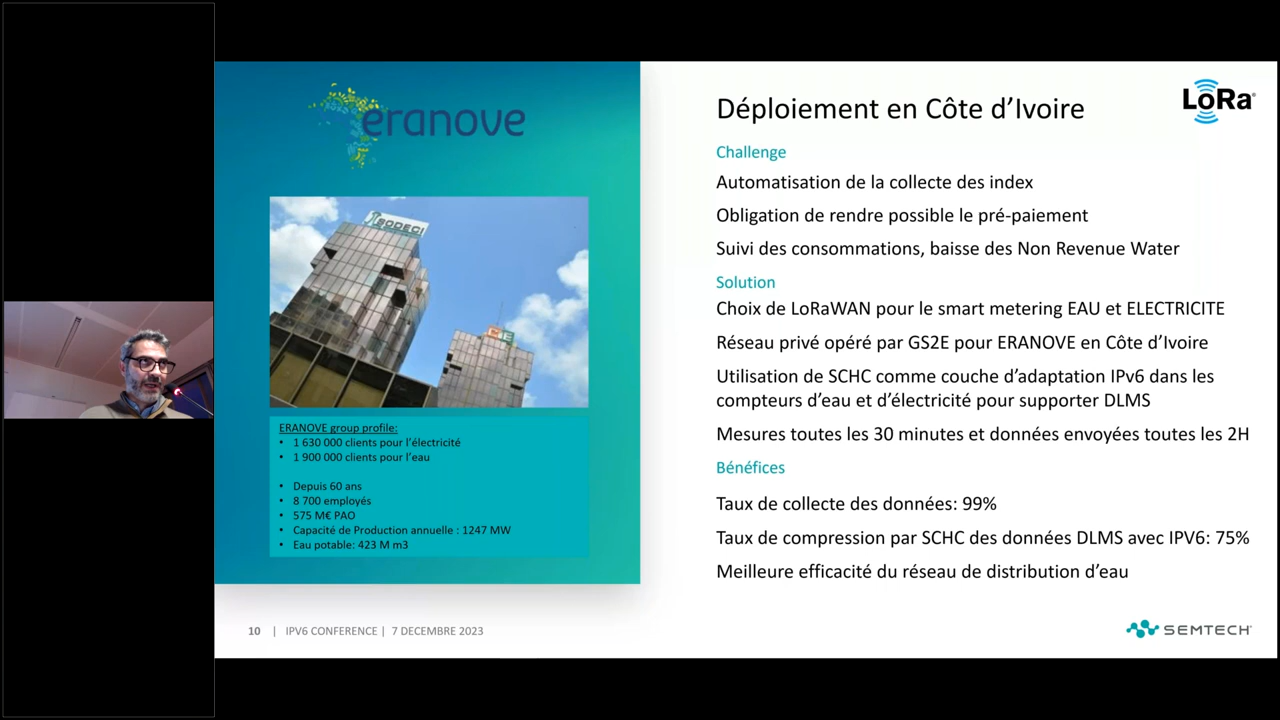 eranove
SODECI
ERANOVE group profile:
• 1 630 000 clients pour l'électricité
• 1 900 000 clients pour l'eau
• Depuis 60 ans
• 8 700 employés
• 575 M€ PAO
• Capacité de Production annuelle : 1247 MW
• Eau potable: 423 M m3
LoRa®
Déploiement en Côte d'Ivoire
Challenge
Automatisation de la collecte des index
Obligation de rendre possible le pré-paiement
Suivi des consommations, baisse des Non Revenue Water
Solution
Choix de LoRaWAN pour le smart metering EAU et ELECTRICITE
Réseau privé opéré par GS2E pour ERANOVE en Côte d'Ivoire
Utilisation de SCHC comme couche d'adaptation IPv6 dans les
compteurs d'eau et d'électricité pour supporter DLMS
Mesures toutes les 30 minutes et données envoyées toutes les 2H
Bénéfices
Taux de collecte des données: 99%
Taux de compression par SCHC des données DLMS avec IPV6: 75%
Meilleure efficacité du réseau de distribution d'eau
10 | IPV6 CONFERENCE | 7 DECEMBRE 2023
SEMTECH